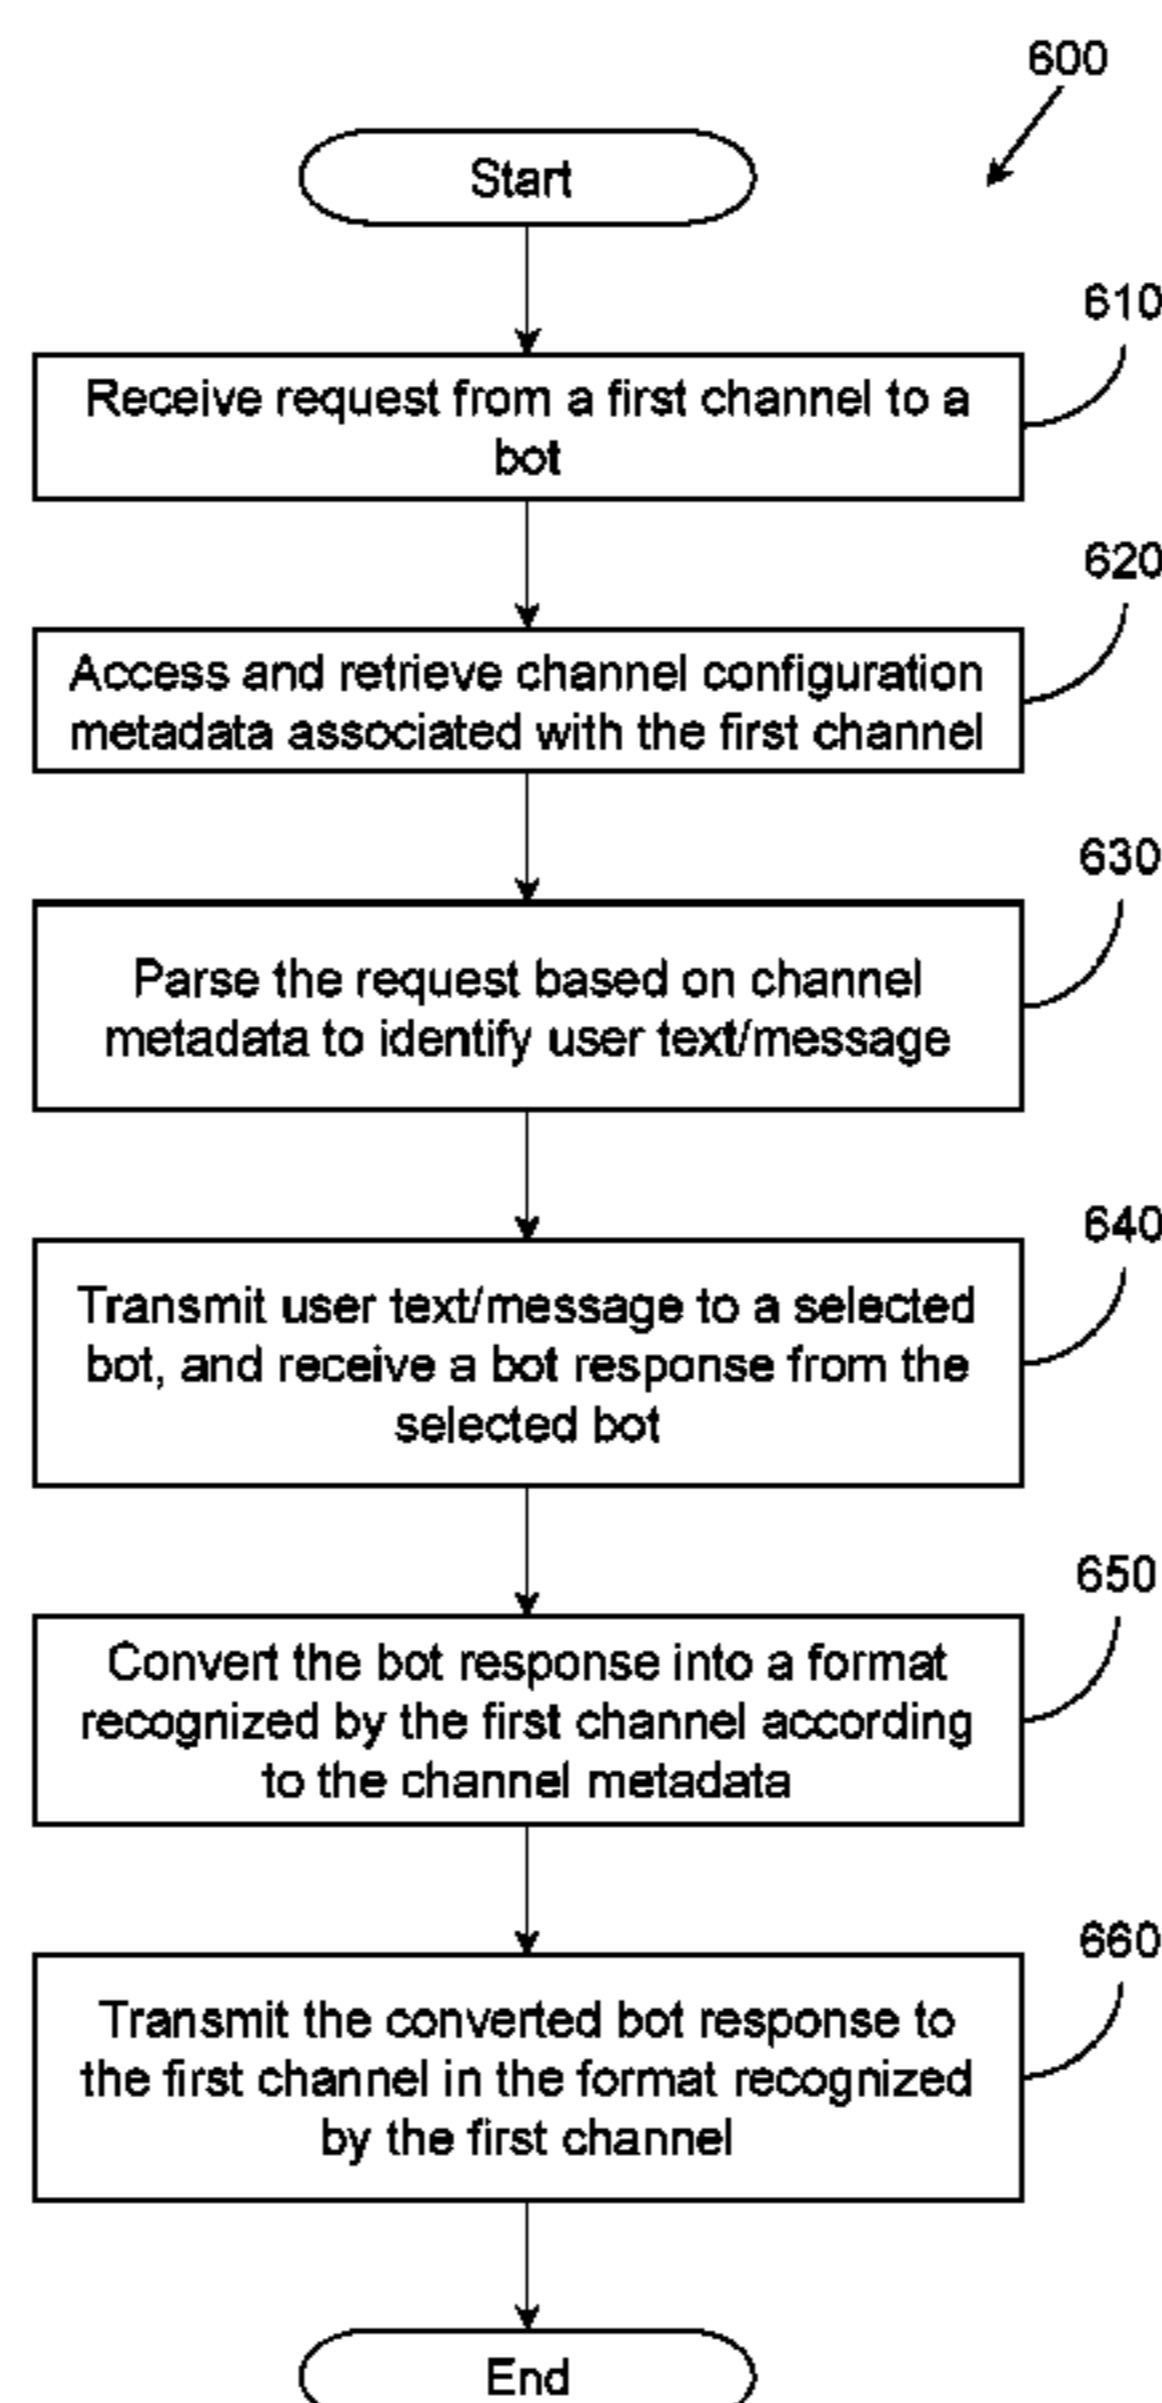 600
Start
610
Receive request from a first channel to a
bot
620
Access and retrieve channel configuration
metadata associated with the first channel
630
Parse the request based on channel
metadata to identify user text/message
640
Transmit user text/message to a selected
bot, and receive a bot response from the
selected bot
650
Convert the bot response into a format
recognized by the first channel according
to the channel metadata
660
Transmit the converted bot response to
the first channel in the format recognized
by the first channel
End